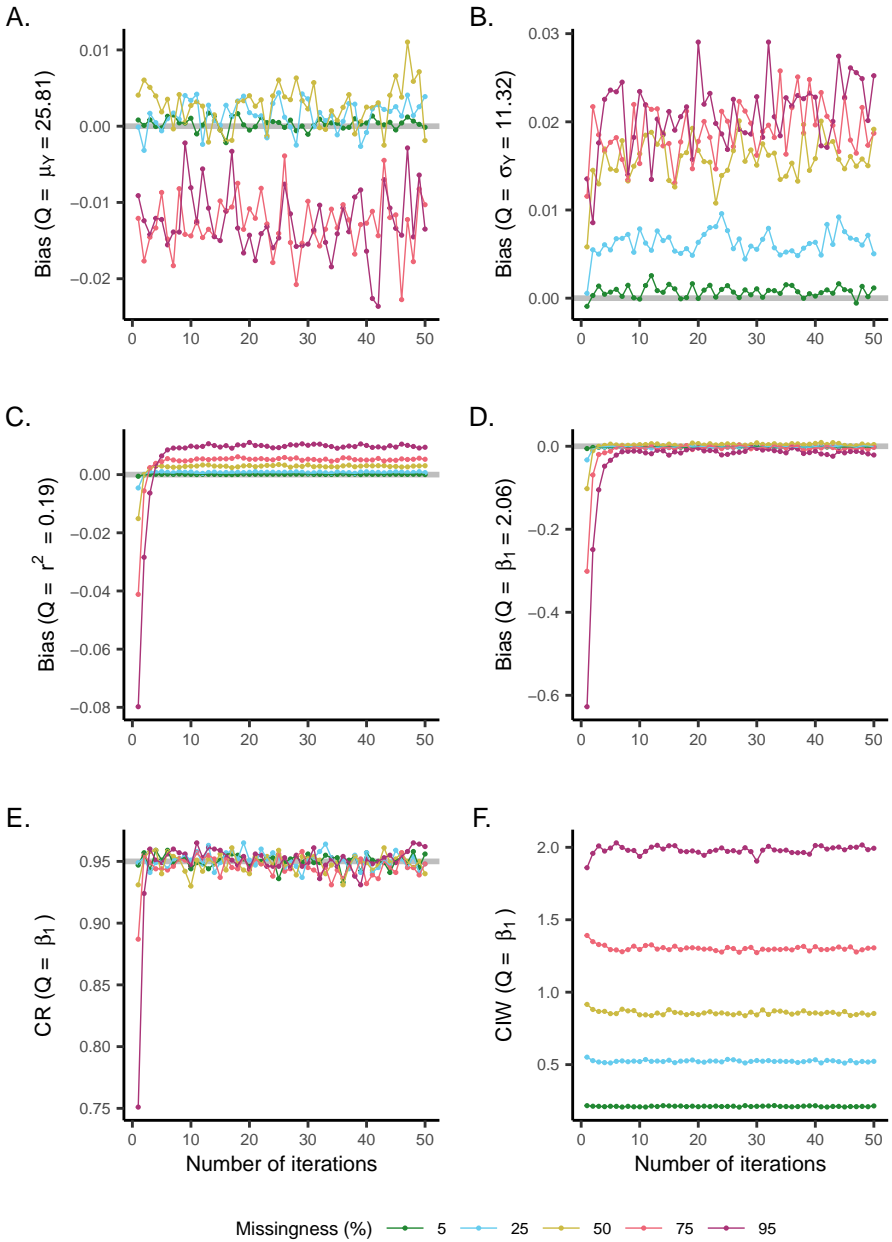 A.
B.
Bias (Q = μY = 25.81)
0.01
0.00
−0.01
−0.02
0 10 20 30 40 50
Bias (Q = σY = 11.32)
0.03
0.02
0.01
0.00
0 10 20 30 40 50
C.
D.
Bias (Q = r² = 0.19)
0.00
−0.02
−0.04
−0.06
−0.08
0 10 20 30 40 50
Bias (Q = β1 = 2.06)
0.0
−0.2
−0.4
−0.6
0 10 20 30 40 50
E.
F.
CR (Q = β1)
0.95
0.90
0.85
0.80
0.75
0 10 20 30 40 50
Number of iterations
CIW (Q = β1)
2.0
1.5
1.0
0.5
0 10 20 30 40 50
Number of iterations
Missingness (%) 5 25 50 75 95